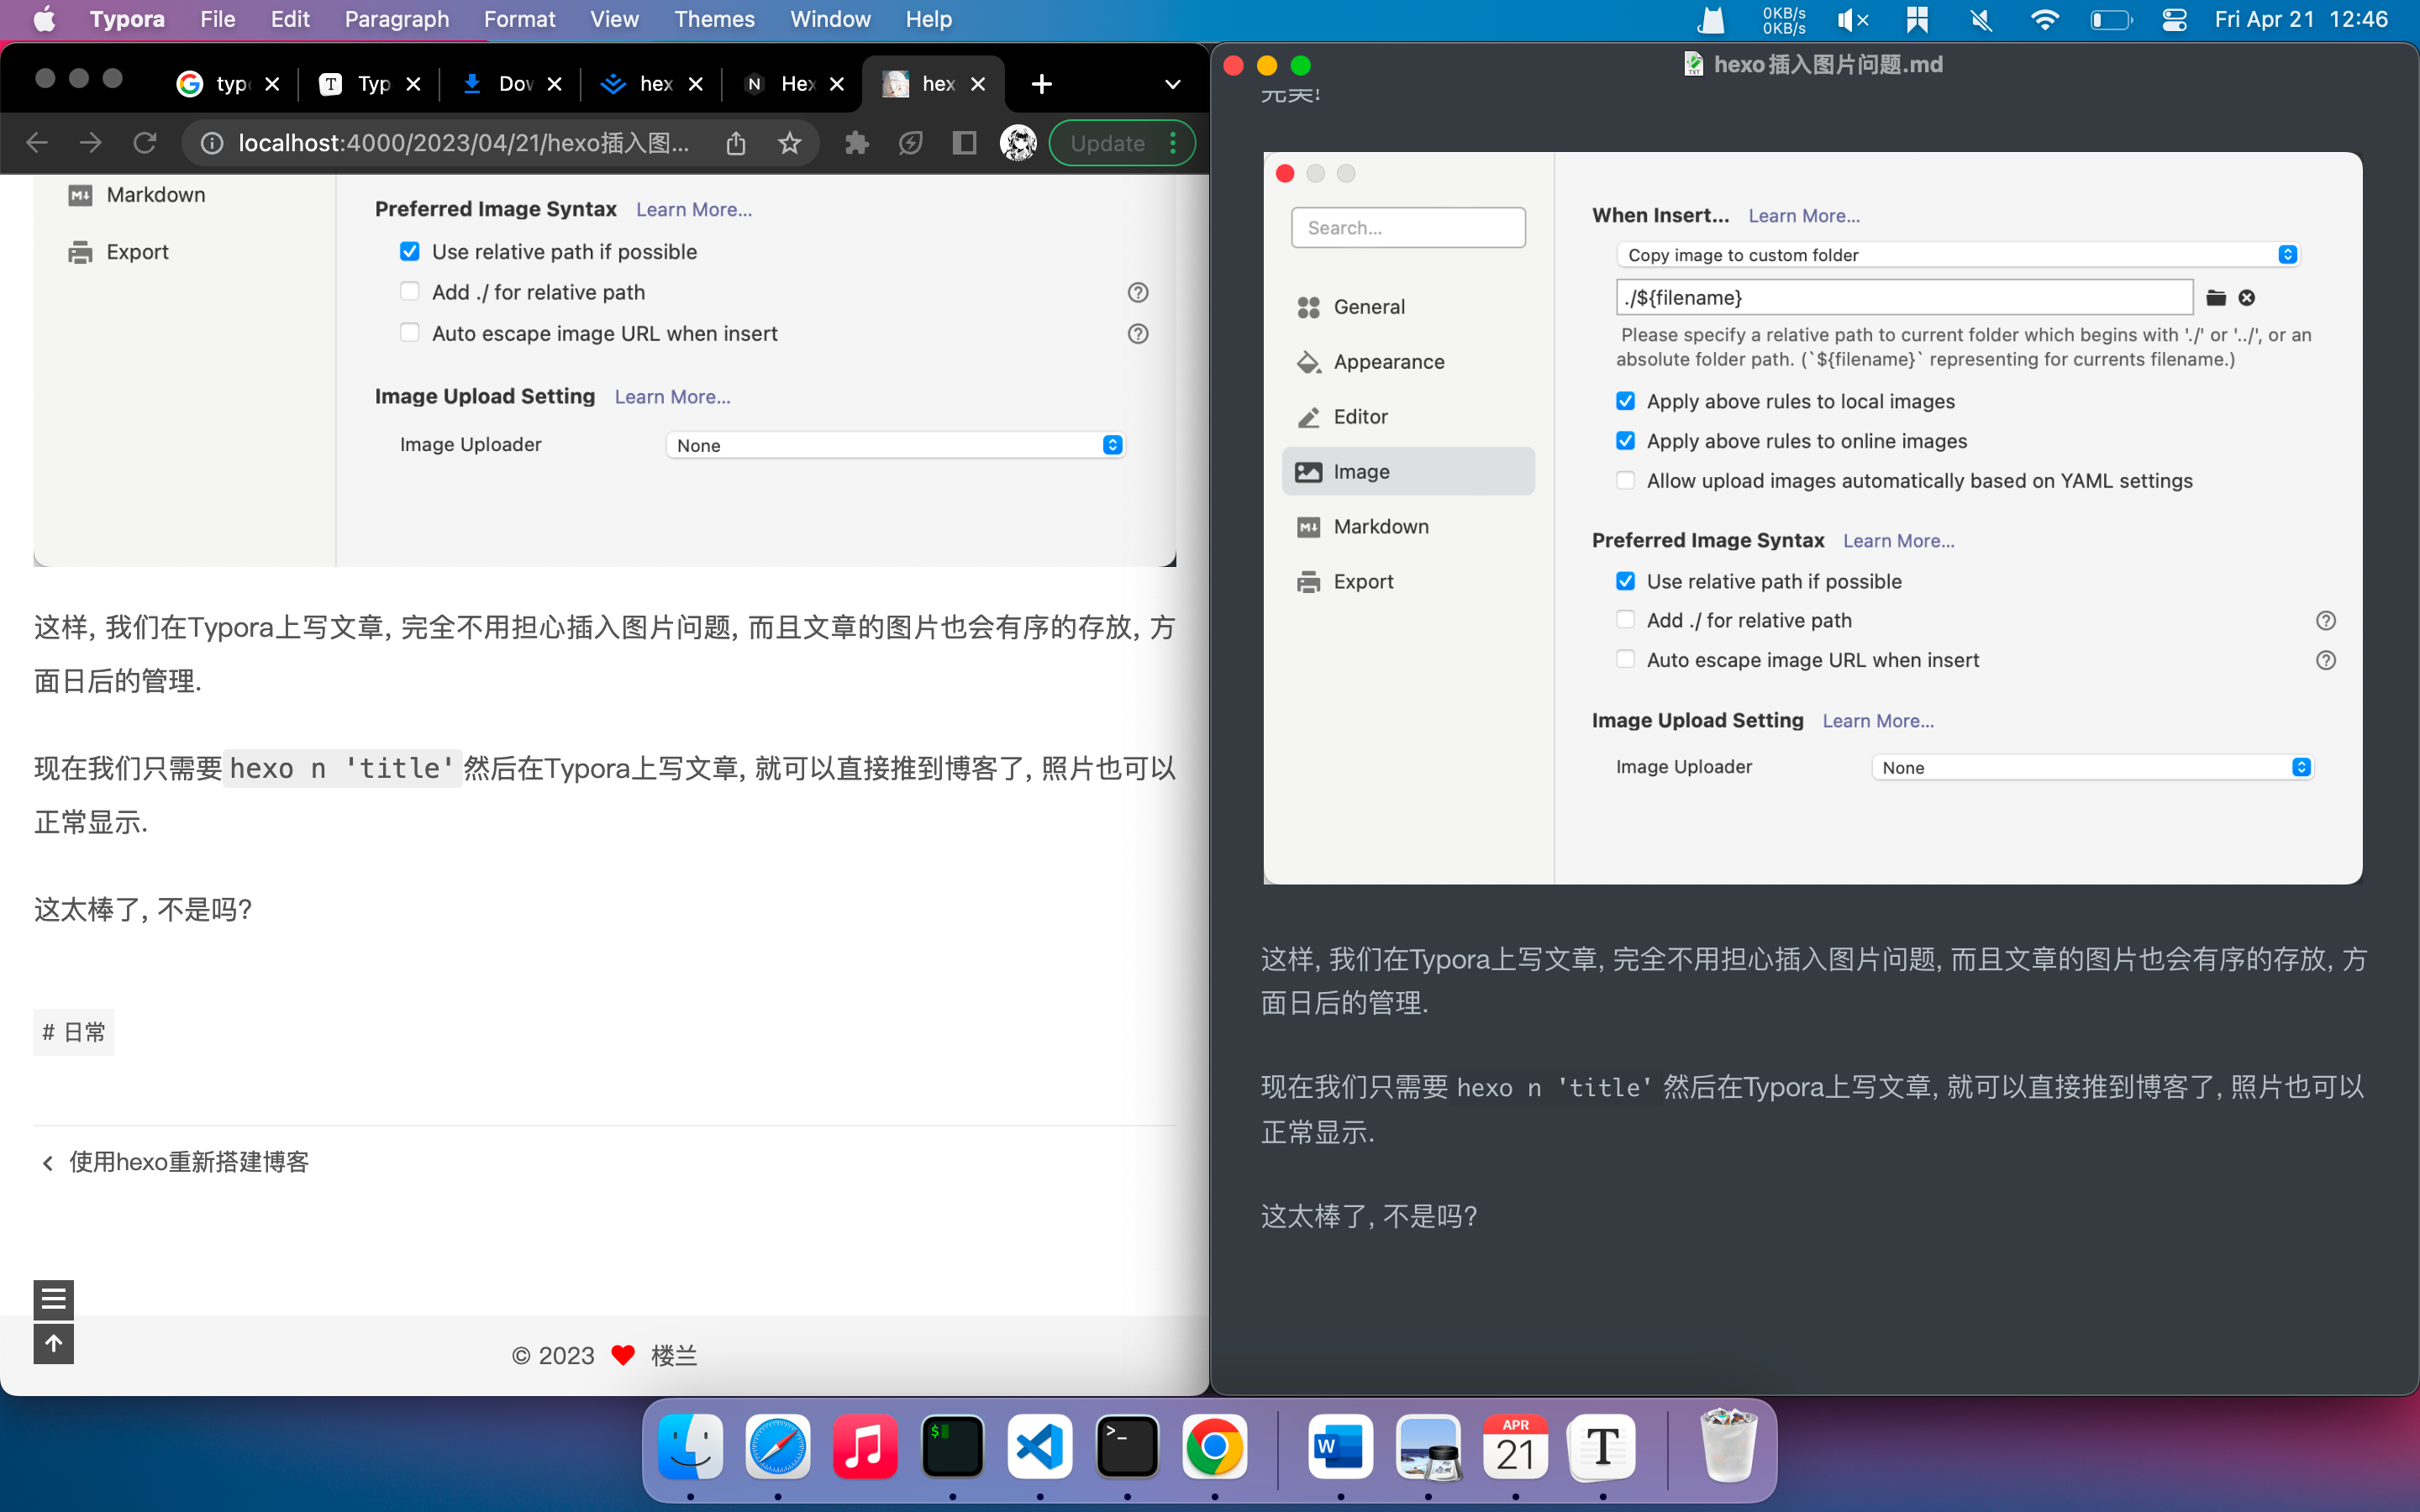 Typora File Edit Paragraph Format View Themes Window Help
0KB/s
0KB/s
Fri Apr 21 12:46
typo
Typ
Dov
hex
Hex
hex
localhost:4000/2023/04/21/hexo插入图...
Update
Markdown
Export
Preferred Image Syntax Learn More...
Use relative path if possible
Add ./ for relative path
Auto escape image URL when insert
Image Upload Setting Learn More...
Image Uploader None
这样, 我们在Typora上写文章, 完全不用担心插入图片问题, 而且文章的图片也会有序的存放, 方
面日后的管理.
现在我们只需要 hexo n 'title' 然后在Typora上写文章, 就可以直接推到博客了, 照片也可以
正常显示.
这太棒了, 不是吗?
# 日常
使用hexo重新搭建博客
© 2023 楼兰
hexo插入图片问题.md
完美!
Search...
General
Appearance
Editor
Image
Markdown
Export
When Insert... Learn More...
Copy image to custom folder
./${filename}
Please specify a relative path to current folder which begins with './' or '../', or an
absolute folder path. (`${filename}` representing for currents filename.)
Apply above rules to local images
Apply above rules to online images
Allow upload images automatically based on YAML settings
Preferred Image Syntax Learn More...
Use relative path if possible
Add ./ for relative path
Auto escape image URL when insert
Image Upload Setting Learn More...
Image Uploader None
这样, 我们在Typora上写文章, 完全不用担心插入图片问题, 而且文章的图片也会有序的存放, 方
面日后的管理.
现在我们只需要 hexo n 'title' 然后在Typora上写文章, 就可以直接推到博客了, 照片也可以
正常显示.
这太棒了, 不是吗?
APR
21